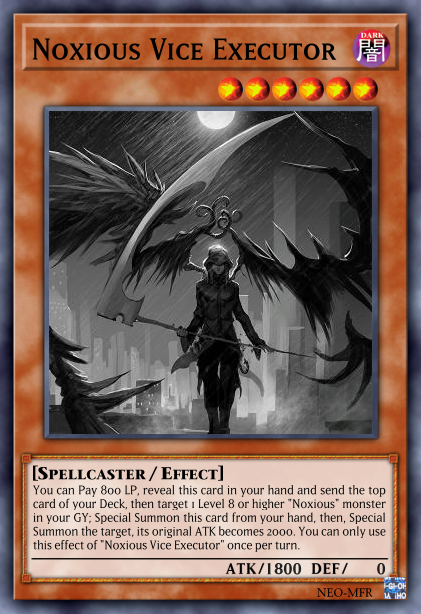 Noxious Vice Executor
DARK
闇
[Spellcaster / Effect]
You can Pay 800 LP, reveal this card in your hand and send the top
card of your Deck, then target 1 Level 8 or higher "Noxious" monster
in your GY; Special Summon this card from your hand, then, Special
Summon the target, its original ATK becomes 2000. You can only use
this effect of "Noxious Vice Executor" once per turn.
ATK/1800 DEF/ 0
NEO-MFR